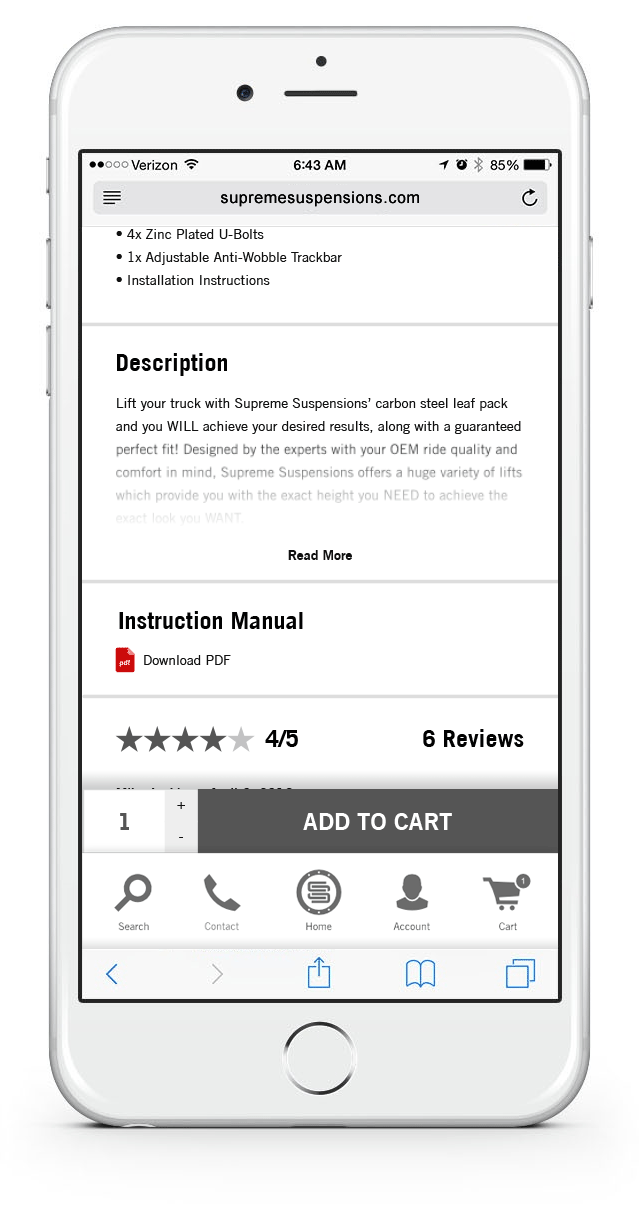 Verizon 6:43 AM 85%
supremesuspensions.com
• 4x Zinc Plated U-Bolts
• 1x Adjustable Anti-Wobble Trackbar
• Installation Instructions
Description
Lift your truck with Supreme Suspensions' carbon steel leaf pack
and you WILL achieve your desired results, along with a guaranteed
perfect fit! Designed by the experts with your OEM ride quality and
comfort in mind, Supreme Suspensions offers a huge variety of lifts
which provide you with the exact height you NEED to achieve the
exact look you WANT.
Read More
Instruction Manual
pdf Download PDF
4/5 6 Reviews
1 + -
ADD TO CART
1
Search Contact Home Account Cart